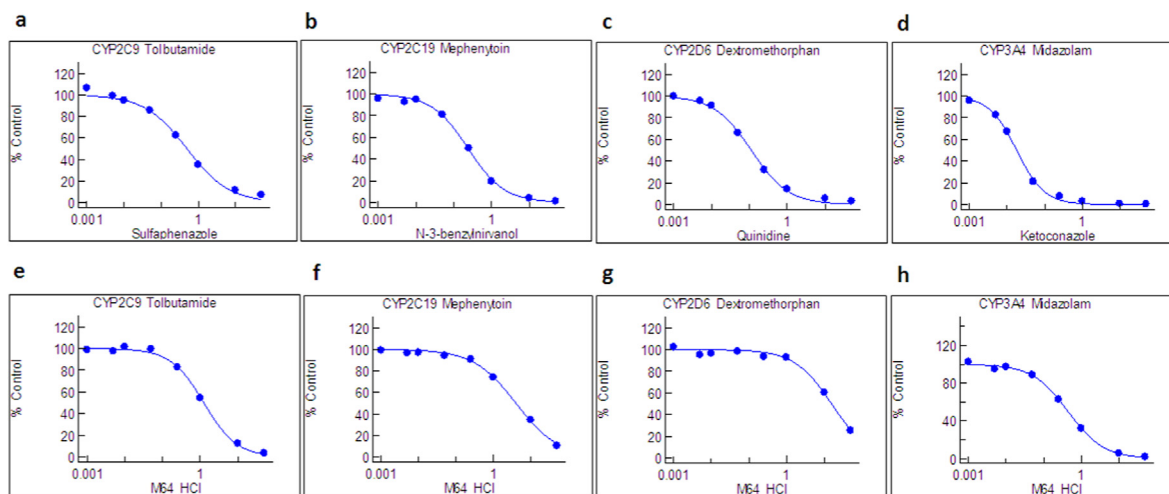 a
CYP2C9 Tolbutamide
% Control
120
100
80
60
40
20
0
0.001
1
Sulfaphenazole
b
CYP2C19 Mephenytoin
% Control
120
100
80
60
40
20
0
0.001
1
N-3-benzylnirvanol
c
CYP2D6 Dextromethorphan
% Control
120
100
80
60
40
20
0
0.001
1
Quinidine
d
CYP3A4 Midazolam
% Control
120
100
80
60
40
20
0
0.001
1
Ketoconazole
e
CYP2C9 Tolbutamide
% Control
120
100
80
60
40
20
0
0.001
1
M64 HCl
f
CYP2C19 Mephenytoin
% Control
120
100
80
60
40
20
0
0.001
1
M64 HCl
g
CYP2D6 Dextromethorphan
% Control
120
100
80
60
40
20
0
0.001
1
M64 HCl
h
CYP3A4 Midazolam
% Control
120
80
40
0
0.001
1
M64 HCl